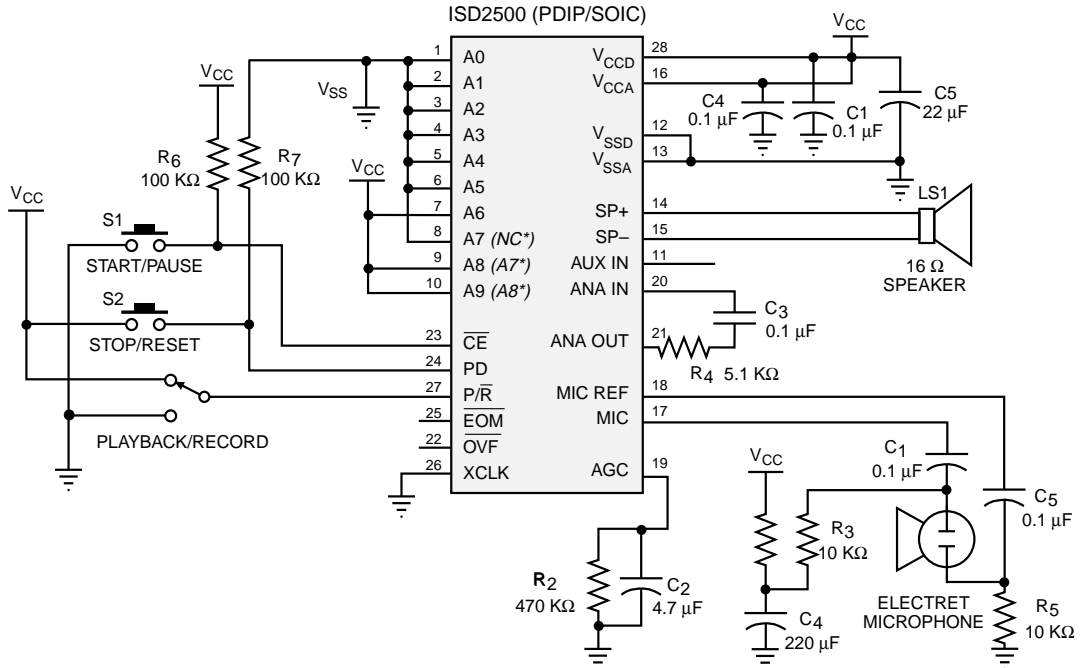 ISD2500 (PDIP/SOIC)
1 A0
2 A1
3 A2
4 A3
5 A4
6 A5
7 A6
8 A7 (NC*)
9 A8 (A7*)
10 A9 (A8*)
23 C̅E̅
24 PD
27 P/R̅
25 E̅O̅M̅
22 O̅V̅F̅
26 XCLK
VCCD 28
VCCA 16
VSSD 12
VSSA 13
SP+ 14
SP– 15
AUX IN 11
ANA IN 20
ANA OUT 21
MIC REF 18
MIC 17
AGC 19
VCC
VSS
R6
100 KΩ
R7
100 KΩ
VCC
VCC
S1
START/PAUSE
S2
STOP/RESET
PLAYBACK/RECORD
VCC
C4
0.1 µF
C1
0.1 µF
C5
22 µF
LS1
16 Ω
SPEAKER
C3
0.1 µF
R4 5.1 KΩ
C1
0.1 µF
C5
0.1 µF
VCC
R3
10 KΩ
C4
220 µF
ELECTRET
MICROPHONE
R5
10 KΩ
R2
470 KΩ
C2
4.7 µF